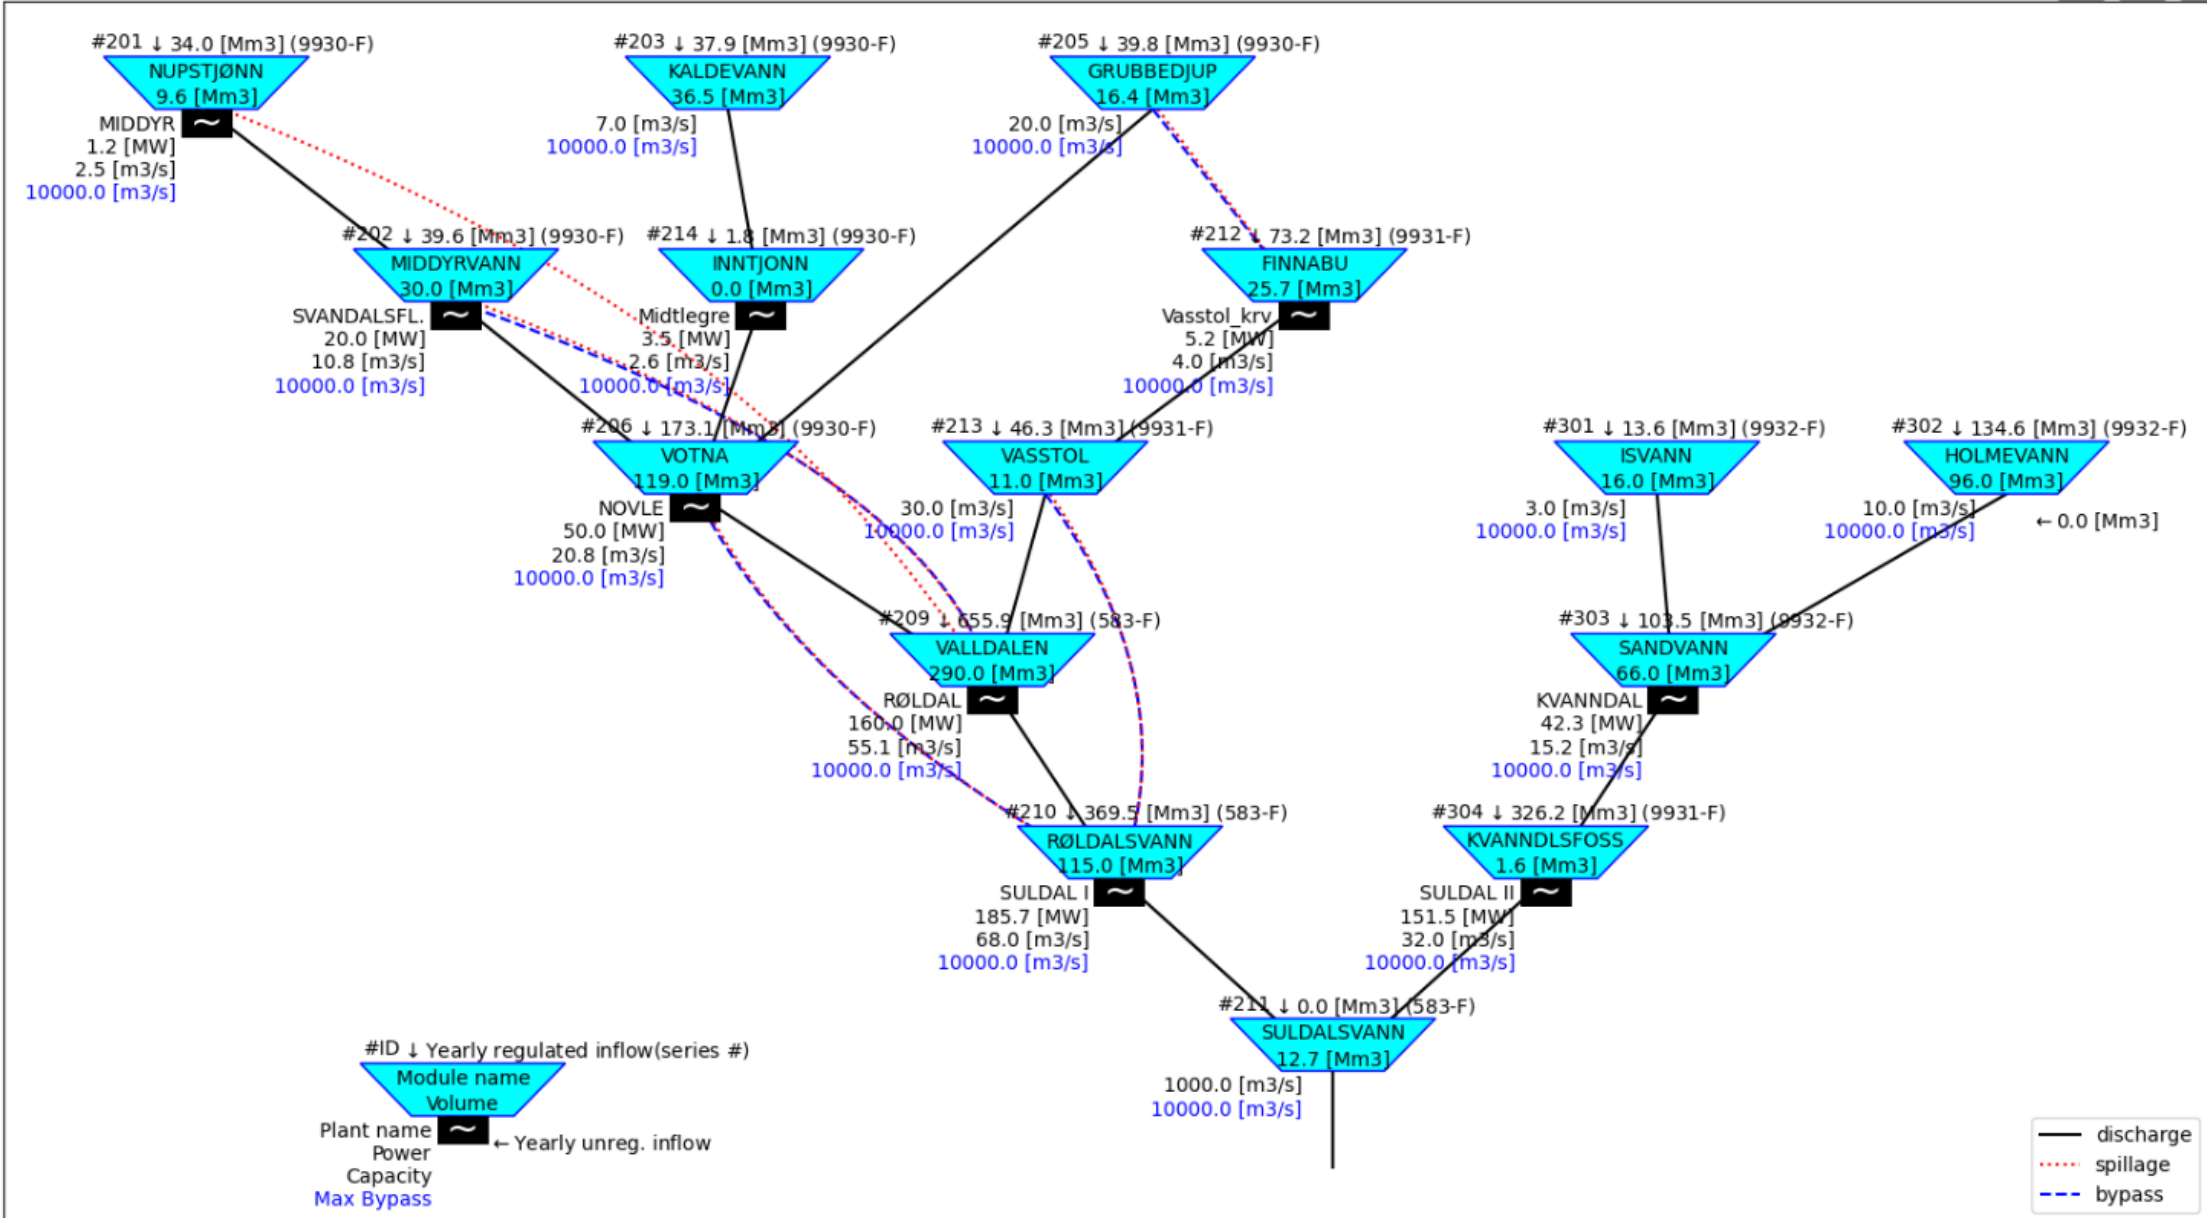 #201 ↓ 34.0 [Mm3] (9930-F)
NUPSTJØNN
9.6 [Mm3]
MIDDYR
1.2 [MW]
2.5 [m3/s]
10000.0 [m3/s]
#203 ↓ 37.9 [Mm3] (9930-F)
KALDEVANN
36.5 [Mm3]
7.0 [m3/s]
10000.0 [m3/s]
#205 ↓ 39.8 [Mm3] (9930-F)
GRUBBEDJUP
16.4 [Mm3]
20.0 [m3/s]
10000.0 [m3/s]
#202 ↓ 39.6 [Mm3] (9930-F)
MIDDYRVANN
30.0 [Mm3]
SVANDALSFL.
20.0 [MW]
10.8 [m3/s]
10000.0 [m3/s]
#214 ↓ 1.8 [Mm3] (9930-F)
INNTJONN
0.0 [Mm3]
Midtlegre
3.5 [MW]
2.6 [m3/s]
10000.0 [m3/s]
#212 ↓ 73.2 [Mm3] (9931-F)
FINNABU
25.7 [Mm3]
Vasstol_krv
5.2 [MW]
4.0 [m3/s]
10000.0 [m3/s]
#206 ↓ 173.1 [Mm3] (9930-F)
VOTNA
119.0 [Mm3]
NOVLE
50.0 [MW]
20.8 [m3/s]
10000.0 [m3/s]
#213 ↓ 46.3 [Mm3] (9931-F)
VASSTOL
11.0 [Mm3]
30.0 [m3/s]
10000.0 [m3/s]
#301 ↓ 13.6 [Mm3] (9932-F)
ISVANN
16.0 [Mm3]
3.0 [m3/s]
10000.0 [m3/s]
#302 ↓ 134.6 [Mm3] (9932-F)
HOLMEVANN
96.0 [Mm3]
10.0 [m3/s]
10000.0 [m3/s]
← 0.0 [Mm3]
#209 ↓ 655.9 [Mm3] (583-F)
VALLDALEN
290.0 [Mm3]
RØLDAL
160.0 [MW]
55.1 [m3/s]
10000.0 [m3/s]
#303 ↓ 103.5 [Mm3] (9932-F)
SANDVANN
66.0 [Mm3]
KVANNDAL
42.3 [MW]
15.2 [m3/s]
10000.0 [m3/s]
#210 ↓ 369.5 [Mm3] (583-F)
RØLDALSVANN
115.0 [Mm3]
SULDAL I
185.7 [MW]
68.0 [m3/s]
10000.0 [m3/s]
#304 ↓ 326.2 [Mm3] (9931-F)
KVANNDLSFOSS
1.6 [Mm3]
SULDAL II
151.5 [MW]
32.0 [m3/s]
10000.0 [m3/s]
#211 ↓ 0.0 [Mm3] (583-F)
SULDALSVANN
12.7 [Mm3]
1000.0 [m3/s]
10000.0 [m3/s]
#ID ↓ Yearly regulated inflow(series #)
Module name
Volume
Plant name
← Yearly unreg. inflow
Power
Capacity
Max Bypass
discharge
spillage
bypass